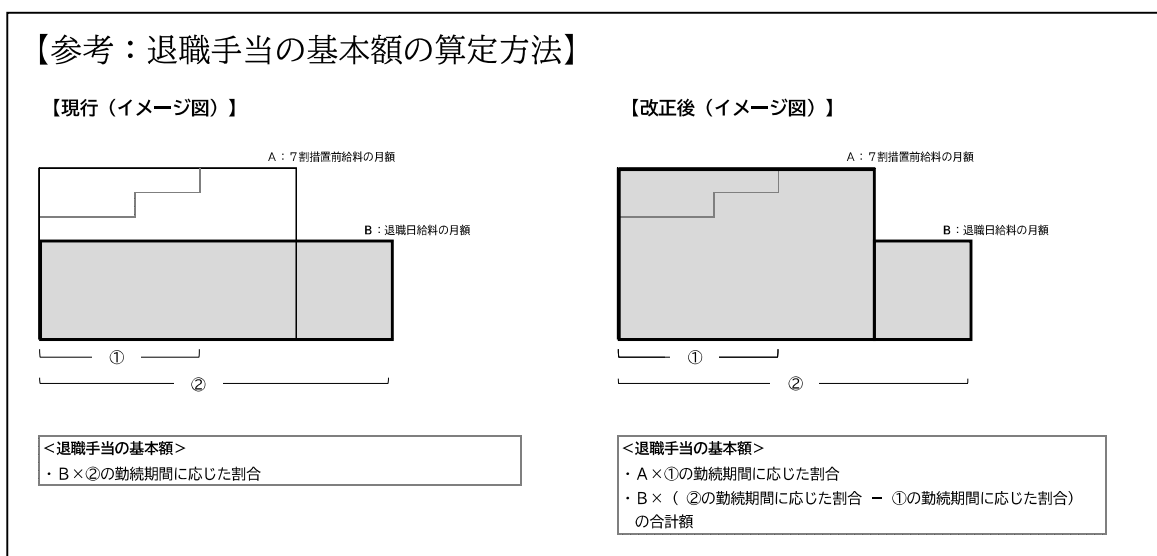 【参考：退職手当の基本額の算定方法】
【現行（イメージ図）】
A：7割措置前給料の月額
B：退職日給料の月額
①
②
＜退職手当の基本額＞
・B×②の勤続期間に応じた割合
【改正後（イメージ図）】
A：7割措置前給料の月額
B：退職日給料の月額
①
②
＜退職手当の基本額＞
・A×①の勤続期間に応じた割合
・B×（ ②の勤続期間に応じた割合 － ①の勤続期間に応じた割合）
の合計額